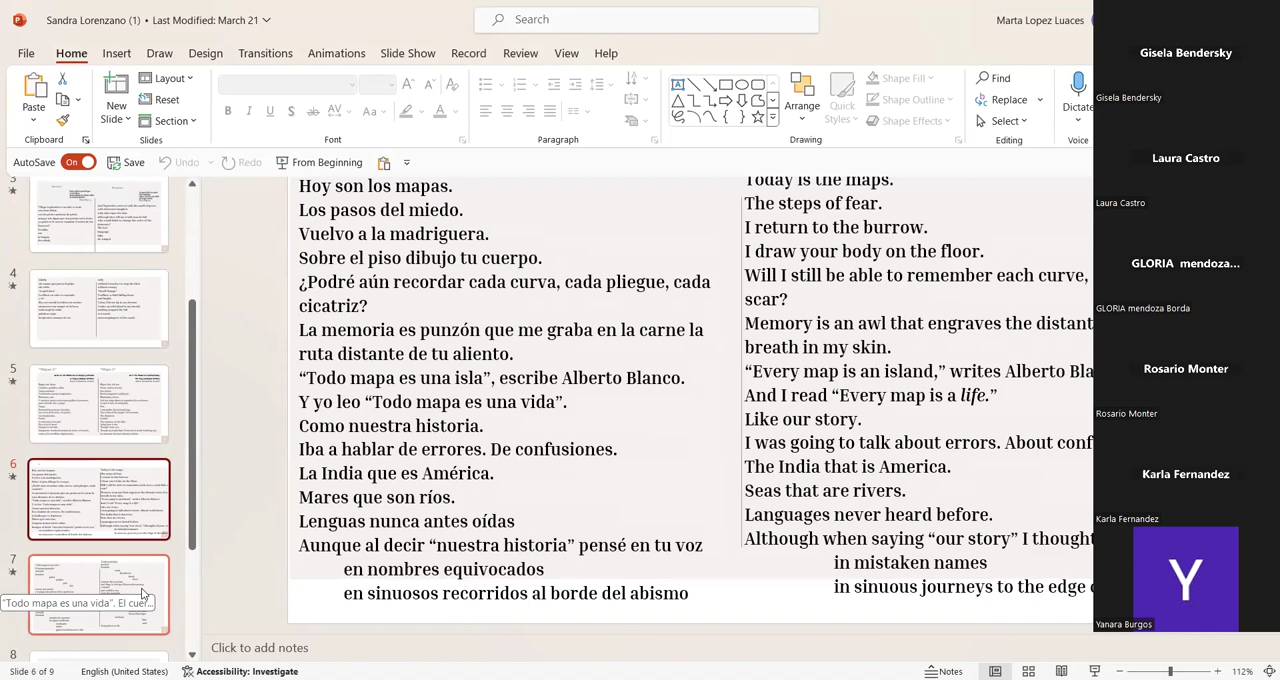 Sandra Lorenzano (1) • Last Modified: March 21
Search
Marta Lopez Luaces
File
Home
Insert
Draw
Design
Transitions
Animations
Slide Show
Record
Review
View
Help
Paste
New
Slide
Layout
Reset
Section
Arrange
Quick
Styles
Shape Fill
Shape Outline
Shape Effects
Find
Replace
Select
Dictate
Clipboard
Slides
Font
Paragraph
Drawing
Editing
Voice
AutoSave
On
Save
Undo
Redo
From Beginning
3
4
5
6
7
8
"Todo mapa es una vida". El cuer...
Hoy son los mapas.
Los pasos del miedo.
Vuelvo a la madriguera.
Sobre el piso dibujo tu cuerpo.
¿Podré aún recordar cada curva, cada pliegue, cada
cicatriz?
La memoria es punzón que me graba en la carne la
ruta distante de tu aliento.
“Todo mapa es una isla”, escribe Alberto Blanco.
Y yo leo “Todo mapa es una vida”.
Como nuestra historia.
Iba a hablar de errores. De confusiones.
La India que es América.
Mares que son ríos.
Lenguas nunca antes oídas
Aunque al decir “nuestra historia” pensé en tu voz
en nombres equivocados
en sinuosos recorridos al borde del abismo
Today is the maps.
The steps of fear.
I return to the burrow.
I draw your body on the floor.
Will I still be able to remember each curve,
scar?
Memory is an awl that engraves the distant
breath in my skin.
“Every map is an island,” writes Alberto Bla
And I read “Every map is a life.”
Like our story.
I was going to talk about errors. About conf
The India that is America.
Seas that are rivers.
Languages never heard before.
Although when saying “our story” I thought
in mistaken names
in sinuous journeys to the edge
Click to add notes
Slide 6 of 9
English (United States)
Accessibility: Investigate
Notes
112%
Gisela Bendersky
Gisela Bendersky
Laura Castro
Laura Castro
GLORIA mendoza...
GLORIA mendoza Borda
Rosario Monter
Rosario Monter
Karla Fernandez
Karla Fernandez
Y
Yanara Burgos